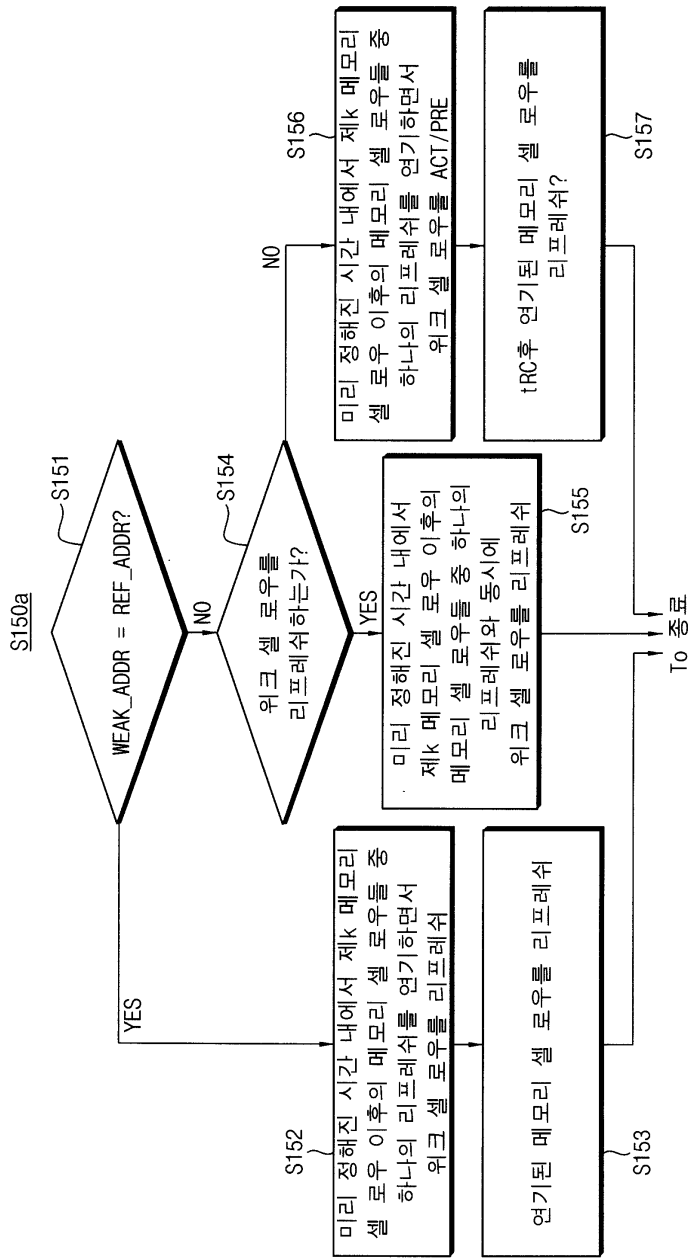 S150a
S151
WEAK_ADDR = REF_ADDR?
YES
NO
S152
미리 정해진 시간 내에서 제k 메모리
셀 로우 이후의 메모리 셀 로우들 중
하나의 리프레쉬를 연기하면서
위크 셀 로우를 리프레쉬
S153
연기된 메모리 셀 로우를 리프레쉬
S154
위크 셀 로우를
리프레쉬하는가?
YES
NO
S155
미리 정해진 시간 내에서
제k 메모리 셀 로우 이후의
메모리 셀 로우들 중 하나의
리프레쉬와 동시에
위크 셀 로우를 리프레쉬
S156
미리 정해진 시간 내에서 제k 메모리
셀 로우 이후의 메모리 셀 로우들 중
하나의 리프레쉬를 연기하면서
위크 셀 로우를 ACT/PRE
S157
tRC후 연기된 메모리 셀 로우를
리프레쉬?
To 종료